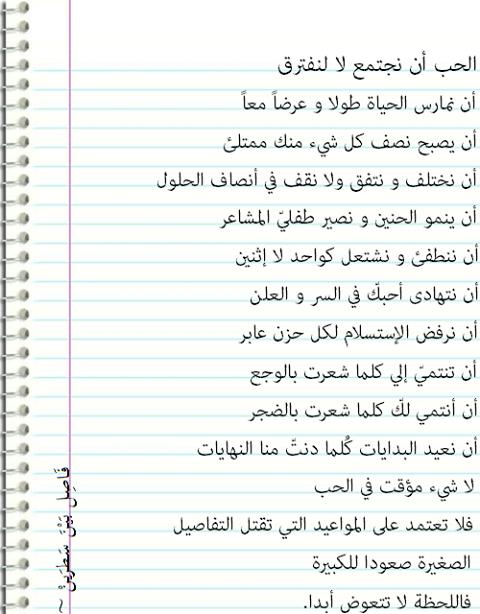 الحب أن نجتمع لا لنفترق
أن نمارس الحياة طولا و عرضاً معاً
أن يصبح نصف كل شيء منك ممتلئ
أن نختلف و نتفق ولا نقف في أنصاف الحلول
أن ينمو الحنين و نصير طفليّ المشاعر
أن ننطفئ و نشتعل كواحد لا إثنين
أن نتهادى أحبكّ في السر و العلن
أن نرفض الإستسلام لكل حزن عابر
أن تنتميّ إلي كلما شعرت بالوجع
أن أنتمي لكّ كلما شعرت بالضجر
أن نعيد البدايات كُلما دنتّ منا النهايات
لا شيء مؤقت في الحب
فلا تعتمد على المواعيد التي تقتل التفاصيل
الصغيرة صعودا للكبيرة
فاللحظة لا تتعوض أبدا.
فَاصِل بَيْنَ سَطرَينْ ~